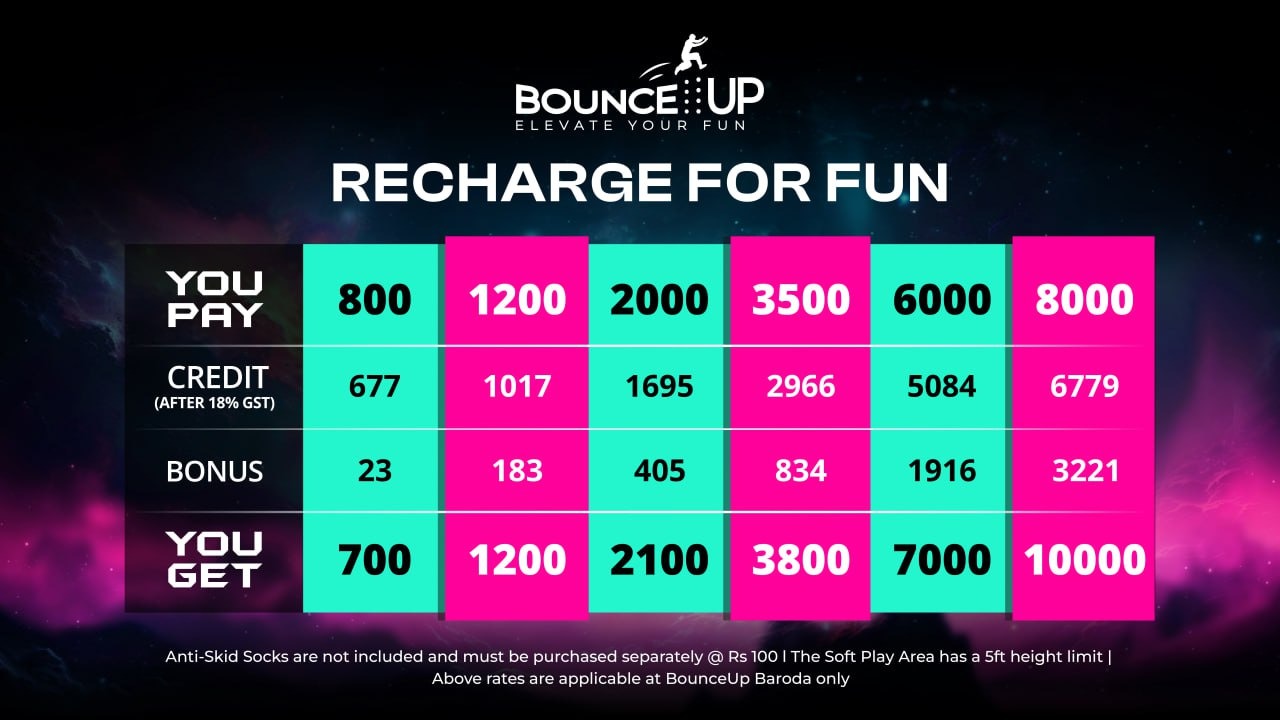 BOUNCE UP
ELEVATE YOUR FUN
RECHARGE FOR FUN
YOU PAY 800 1200 2000 3500 6000 8000
CREDIT (AFTER 18% GST) 677 1017 1695 2966 5084 6779
BONUS 23 183 405 834 1916 3221
YOU GET 700 1200 2100 3800 7000 10000
Anti-Skid Socks are not included and must be purchased separately @ Rs 100 l The Soft Play Area has a 5ft height limit |
Above rates are applicable at BounceUp Baroda only